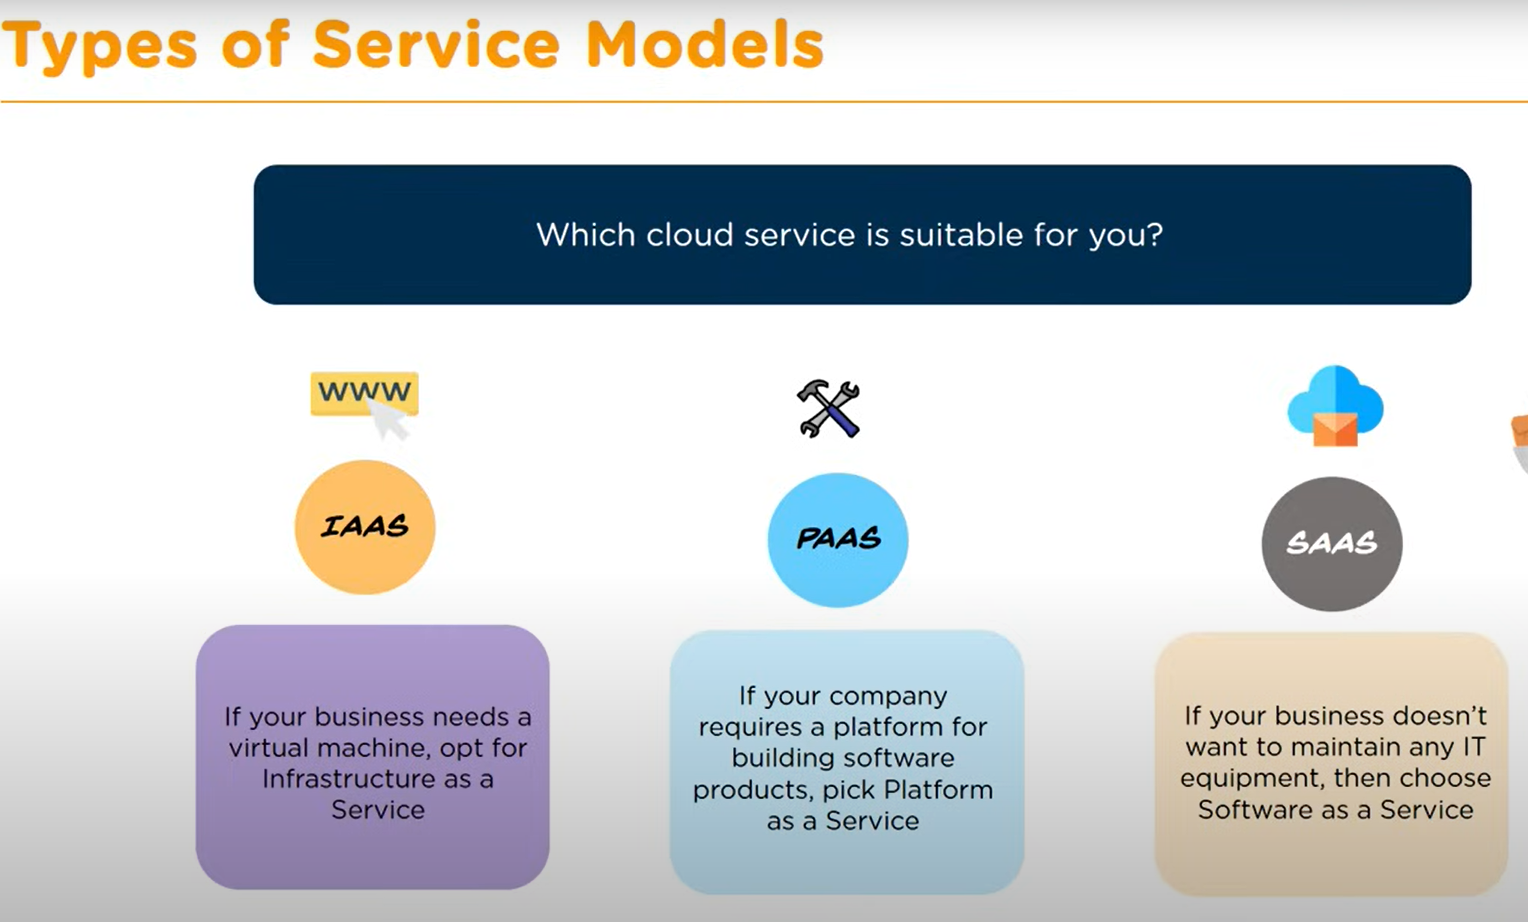 Types of Service Models
Which cloud service is suitable for you?
WWW
IAAS
PAAS
SAAS
If your business needs a
virtual machine, opt for
Infrastructure as a
Service
If your company
requires a platform for
building software
products, pick Platform
as a Service
If your business doesn't
want to maintain any IT
equipment, then choose
Software as a Service